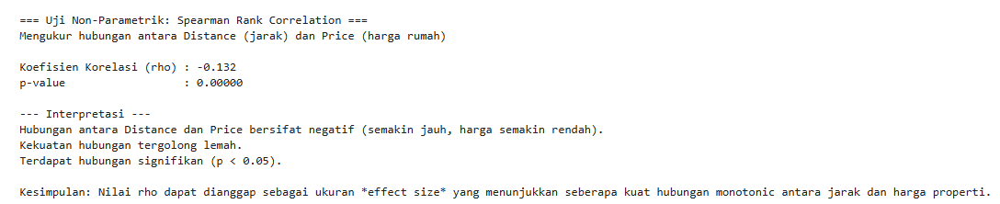 === Uji Non-Parametrik: Spearman Rank Correlation ===
Mengukur hubungan antara Distance (jarak) dan Price (harga rumah)
Koefisien Korelasi (rho) : -0.132
p-value : 0.00000
--- Interpretasi ---
Hubungan antara Distance dan Price bersifat negatif (semakin jauh, harga semakin rendah).
Kekuatan hubungan tergolong lemah.
Terdapat hubungan signifikan (p < 0.05).
Kesimpulan: Nilai rho dapat dianggap sebagai ukuran *effect size* yang menunjukkan seberapa kuat hubungan monotonic antara jarak dan harga properti.